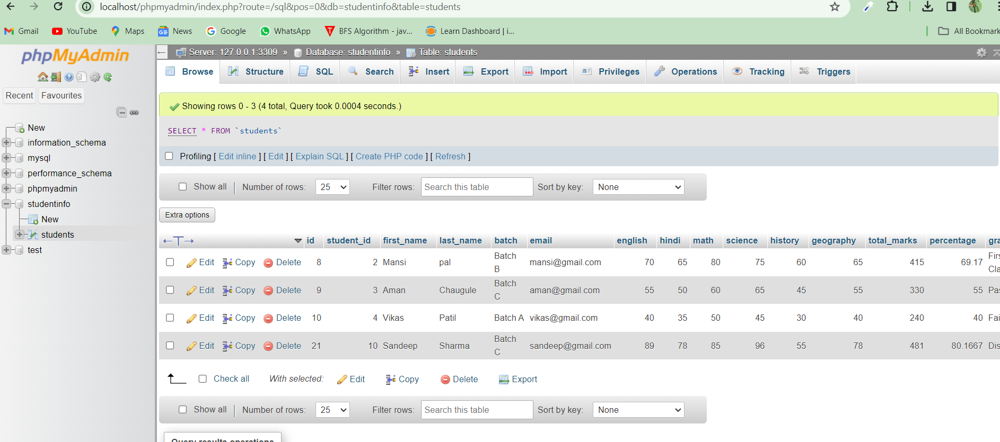 localhost/phpmyadmin/index.php?route=/sql&pos=0&db=studentinfo&table=students
Gmail YouTube Maps News Google WhatsApp BFS Algorithm - jav... Learn Dashboard | i... All Bookmark
phpMyAdmin
Recent Favourites
New
information_schema
mysql
performance_schema
phpmyadmin
studentinfo
New
students
test
Server: 127.0.0.1:3309 » Database: studentinfo » Table: students
Browse Structure SQL Search Insert Export Import Privileges Operations Tracking Triggers
Showing rows 0 - 3 (4 total, Query took 0.0004 seconds.)
SELECT * FROM `students`
Profiling [ Edit inline ] [ Edit ] [ Explain SQL ] [ Create PHP code ] [ Refresh ]
Show all | Number of rows: 25 Filter rows: Search this table Sort by key: None
Extra options
←T→ id student_id first_name last_name batch email english hindi math science history geography total_marks percentage gra
Edit Copy Delete 8 2 Mansi pal Batch B mansi@gmail.com 70 65 80 75 60 65 415 69.17 Firs Cla
Edit Copy Delete 9 3 Aman Chaugule Batch C aman@gmail.com 55 50 60 65 45 55 330 55 Pas
Edit Copy Delete 10 4 Vikas Patil Batch A vikas@gmail.com 40 35 50 45 30 40 240 40 Fai
Edit Copy Delete 21 10 Sandeep Sharma Batch C sandeep@gmail.com 89 78 85 96 55 78 481 80.1667 Dis
Check all With selected: Edit Copy Delete Export
Show all | Number of rows: 25 Filter rows: Search this table Sort by key: None
Query results operations